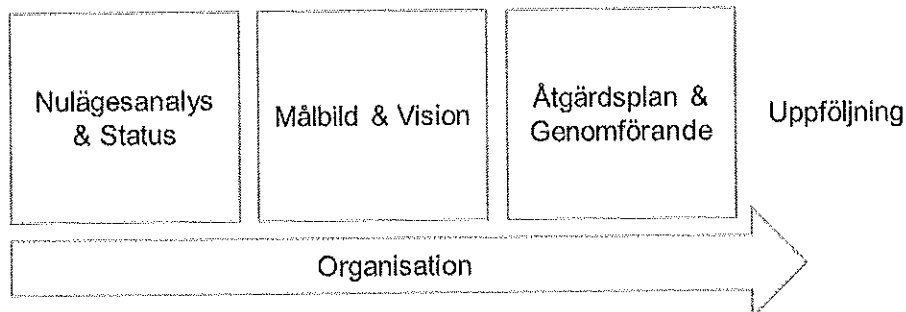 Nulägesanalys
& Status
Målbild & Vision
Åtgärdsplan &
Genomförande
Uppföljning
Organisation